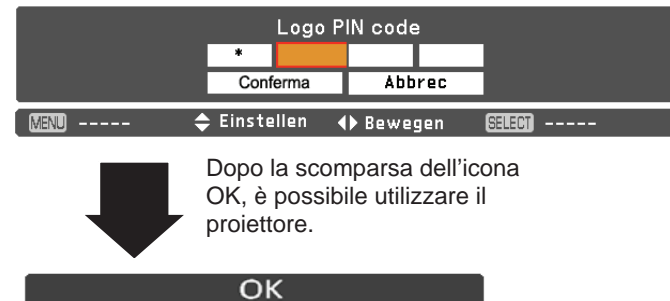 Logo PIN code
*
Conferma Abbrec
MENU ----- Einstellen Bewegen SELECT -----
Dopo la scomparsa dell'icona
OK, è possibile utilizzare il
proiettore.
OK